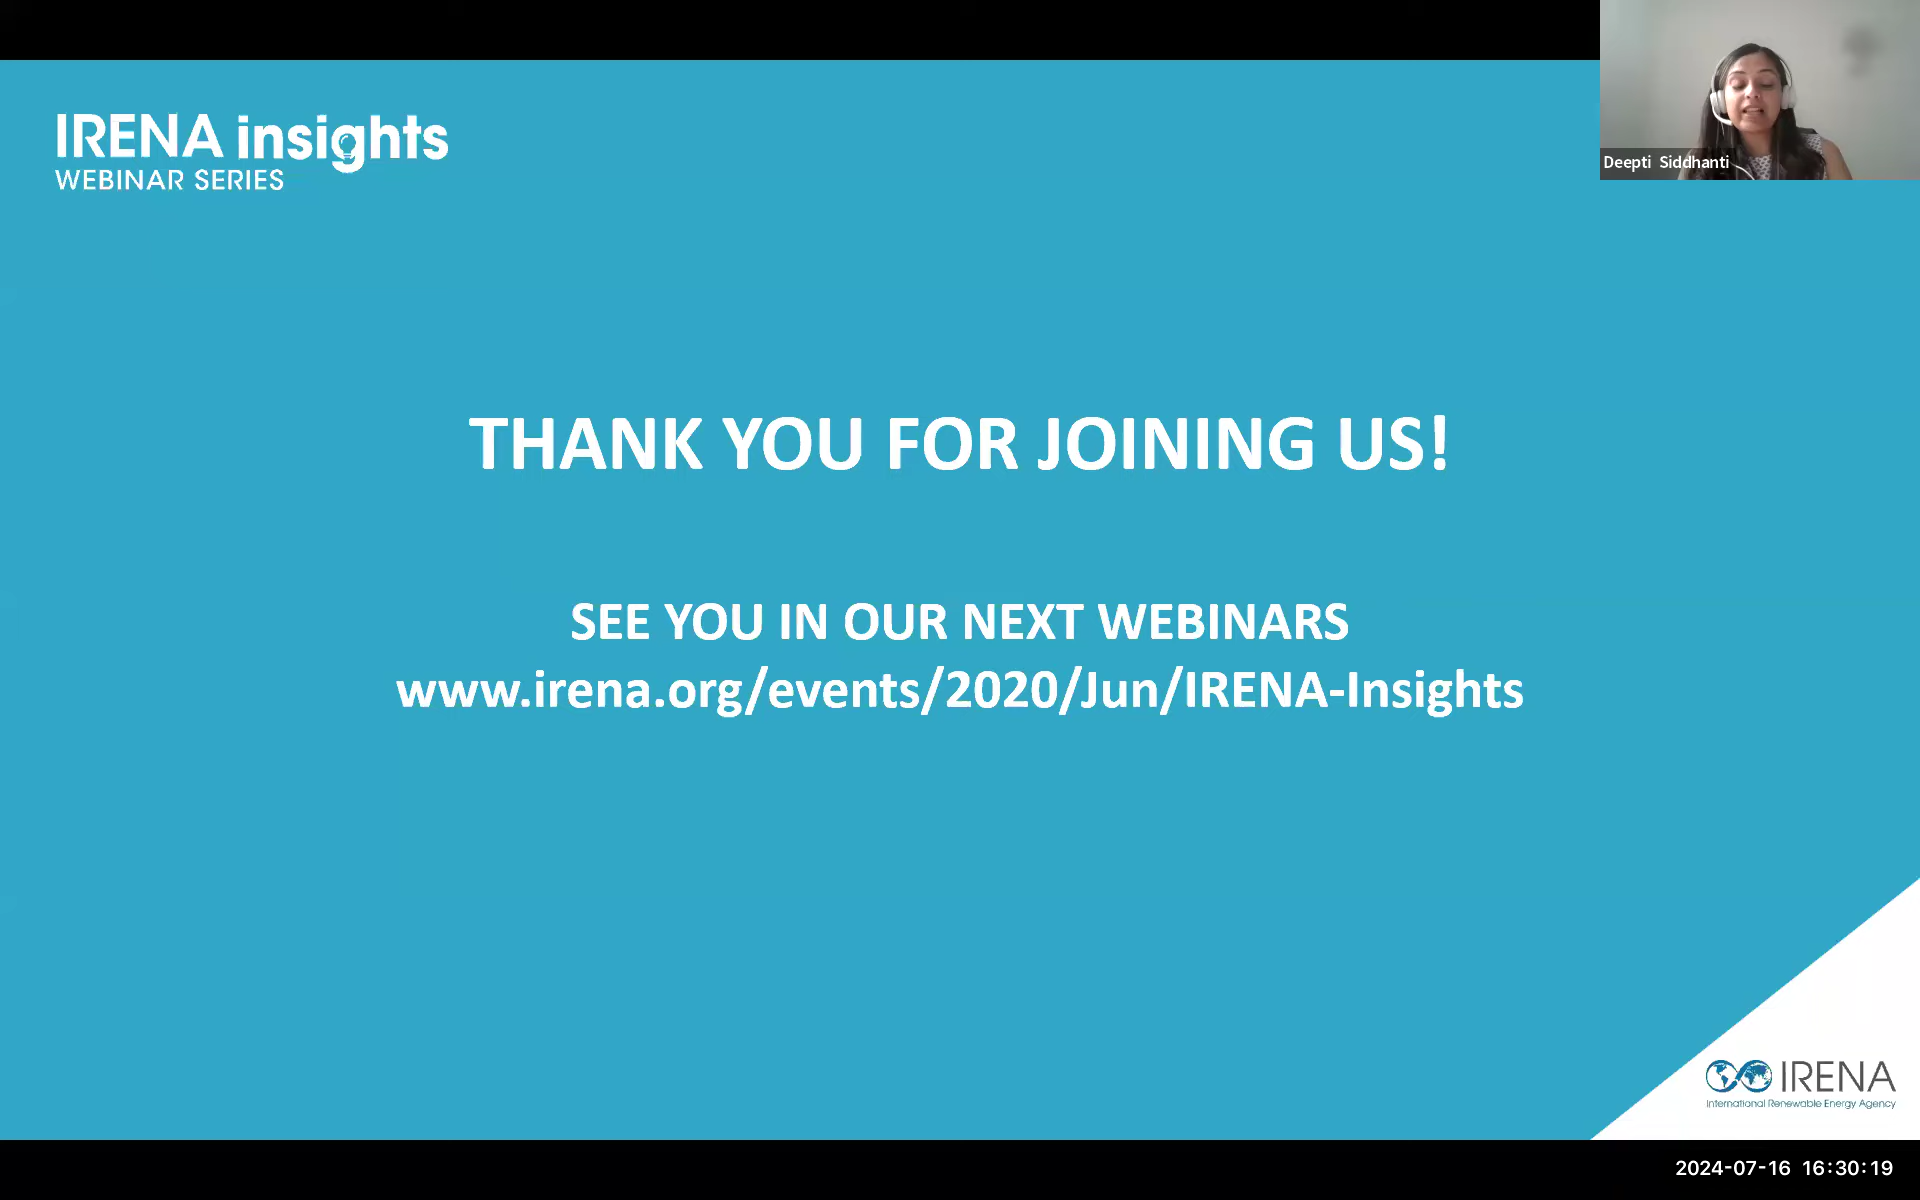 IRENA insights
WEBINAR SERIES
Deepti Siddhanti
THANK YOU FOR JOINING US!
SEE YOU IN OUR NEXT WEBINARS
www.irena.org/events/2020/Jun/IRENA-Insights
IRENA
International Renewable Energy Agency
2024-07-16 16:30:19